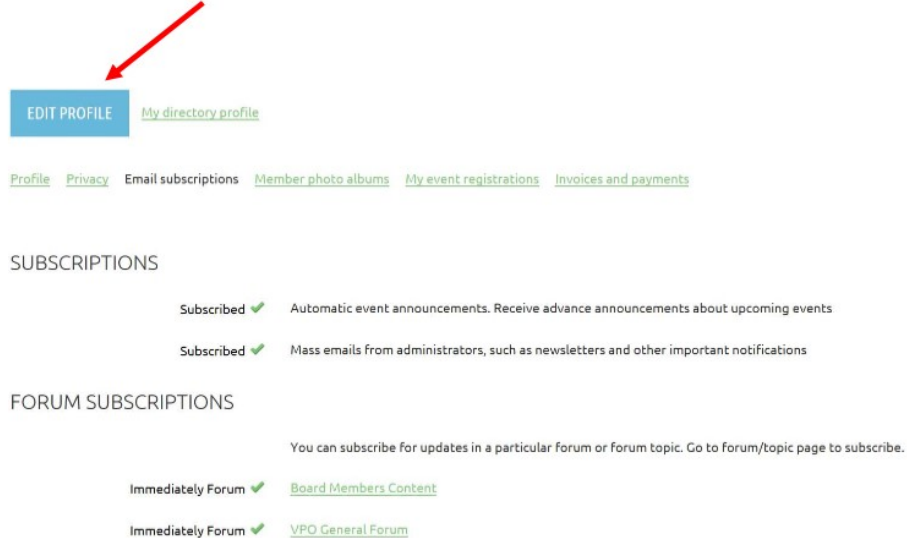 EDIT PROFILE My directory profile
Profile Privacy Email subscriptions Member photo albums My event registrations Invoices and payments
SUBSCRIPTIONS
Subscribed Automatic event announcements. Receive advance announcements about upcoming events
Subscribed Mass emails from administrators, such as newsletters and other important notifications
FORUM SUBSCRIPTIONS
You can subscribe for updates in a particular forum or forum topic. Go to forum/topic page to subscribe.
Immediately Forum Board Members Content
Immediately Forum VPO General Forum